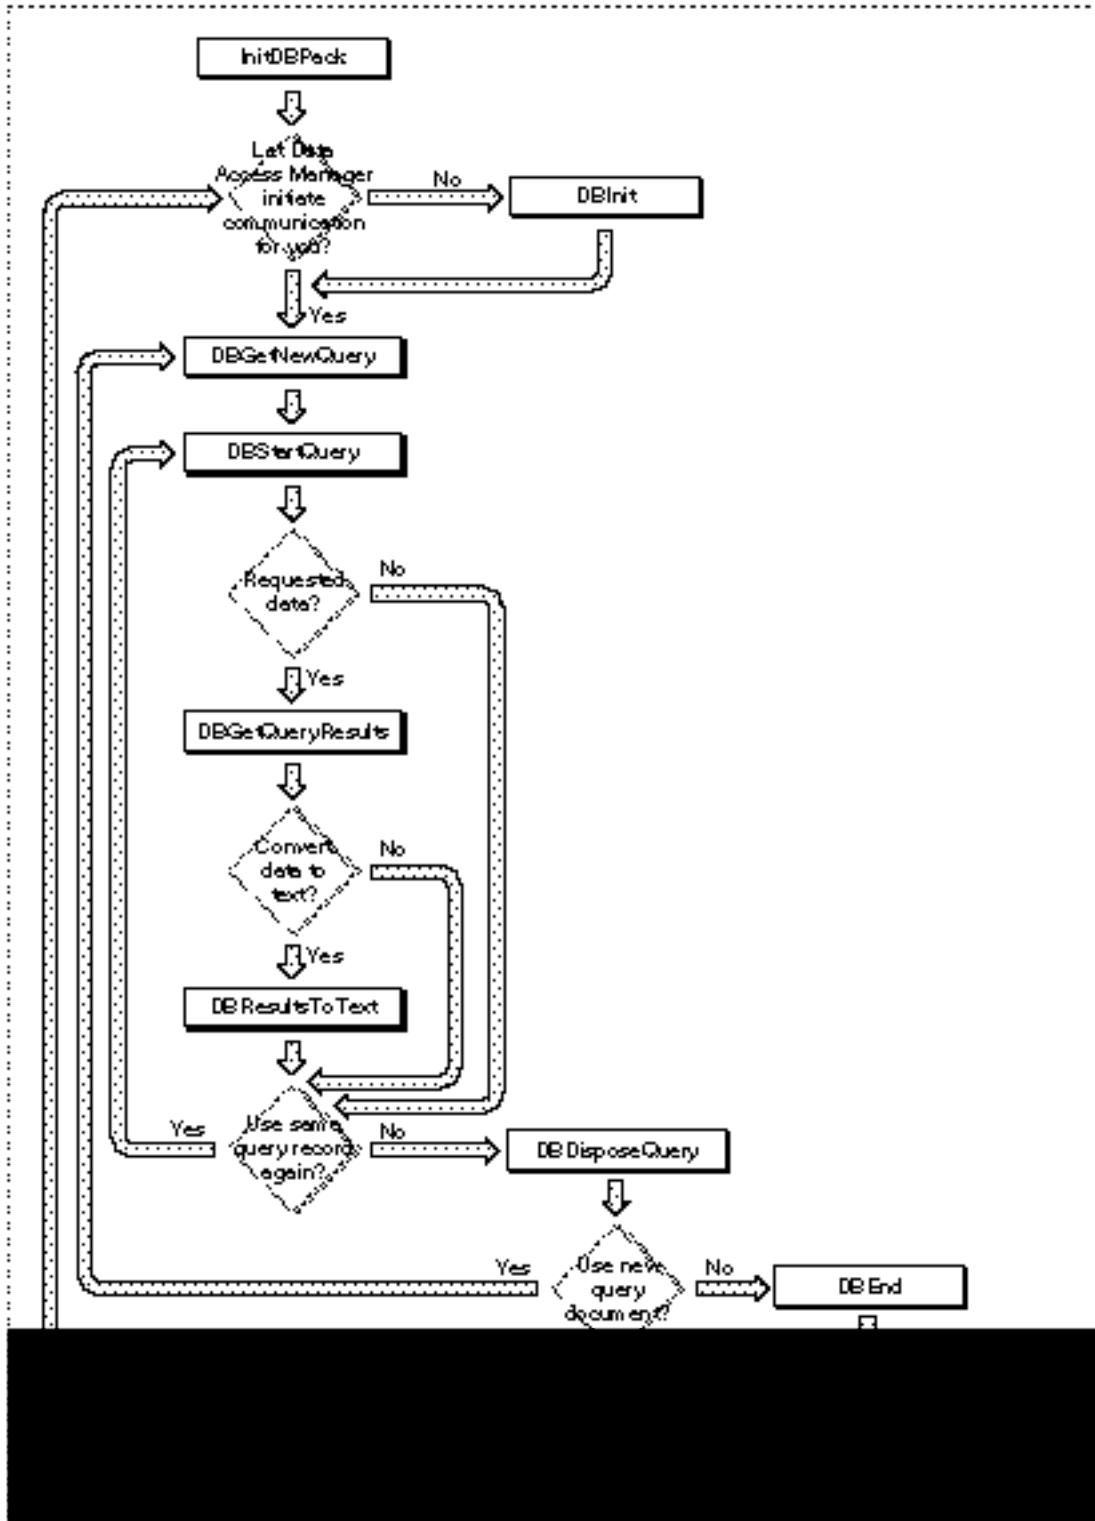 InitDBPack
Let Data
Access Manager
initiate
communication
for you?
No
DBInit
Yes
DBGetNewQuery
DBStartQuery
Requested
data?
No
Yes
DBGetQueryResults
Convert
data to
text?
No
Yes
DBResultsToText
Yes
Use same
query record
again?
No
DBDisposeQuery
Yes
Use new
query
document?
No
DBEnd